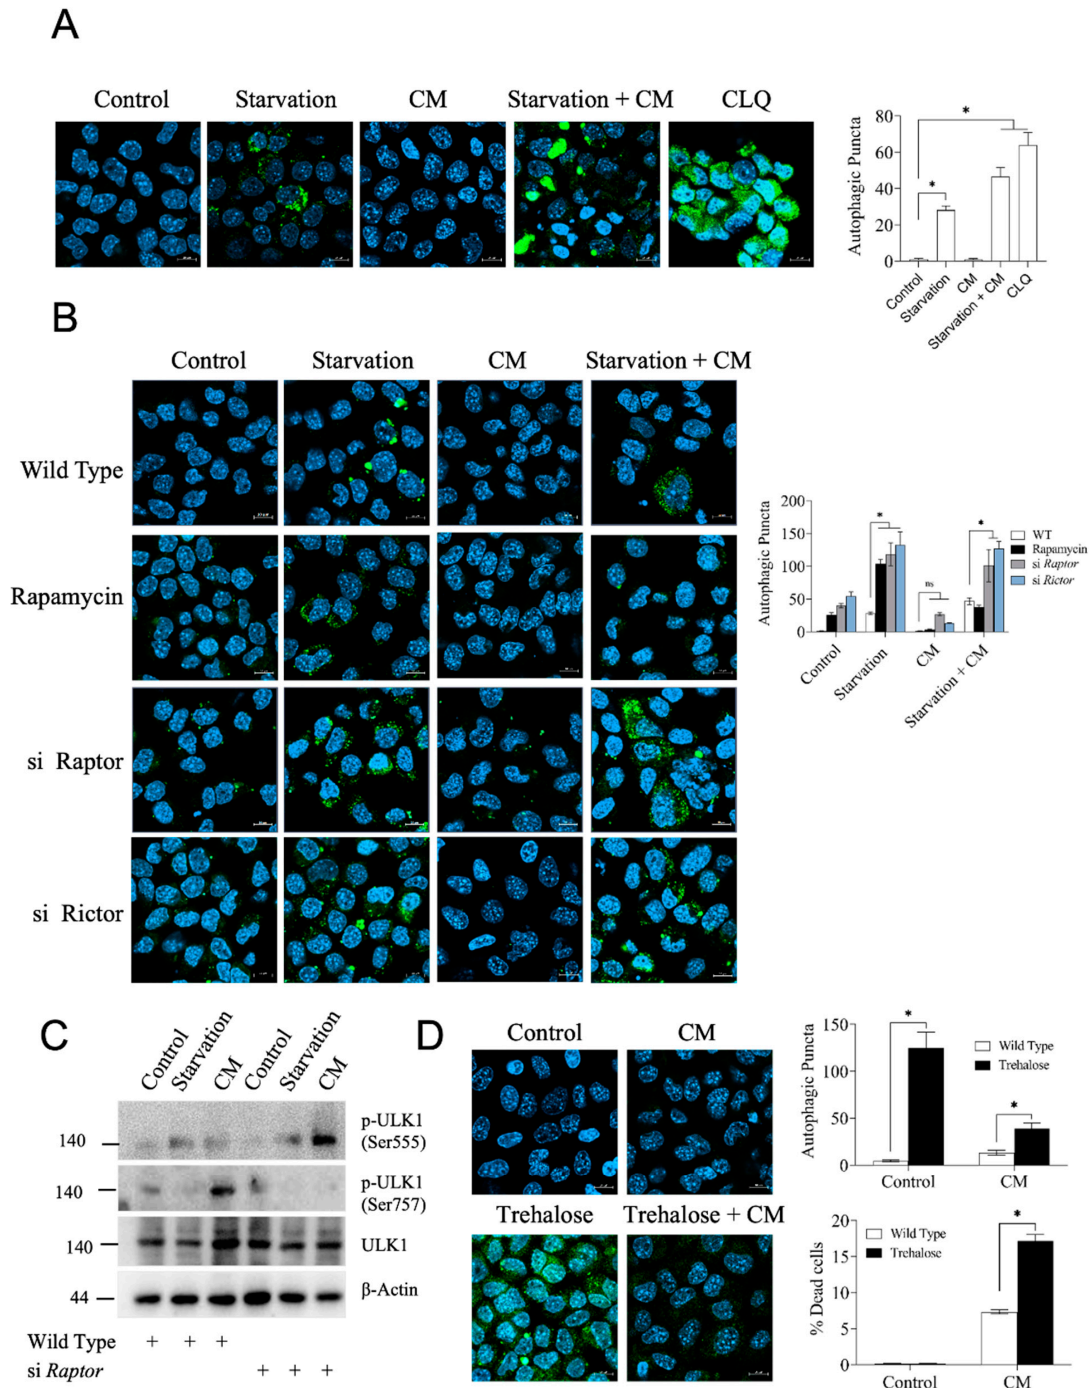 A
Control Starvation CM Starvation + CM CLQ
Autophagic Puncta
80
60
40
20
0
*
*
Control
Starvation
CM
Starvation + CM
CLQ
B
Control Starvation CM Starvation + CM
Wild Type
Rapamycin
si Raptor
si Rictor
Autophagic Puncta
200
150
100
50
0
*
ns
*
WT
Rapamycin
si Raptor
si Rictor
Control
Starvation
CM
Starvation + CM
C
Control Starvation CM Control Starvation CM
140
p-ULK1
(Ser555)
140
p-ULK1
(Ser757)
140
ULK1
44
β-Actin
Wild Type + + +
si Raptor + + +
D
Control CM
Trehalose Trehalose + CM
Autophagic Puncta
150
100
50
0
*
*
Wild Type
Trehalose
Control CM
% Dead cells
20
15
10
5
0
*
Wild Type
Trehalose
Control CM